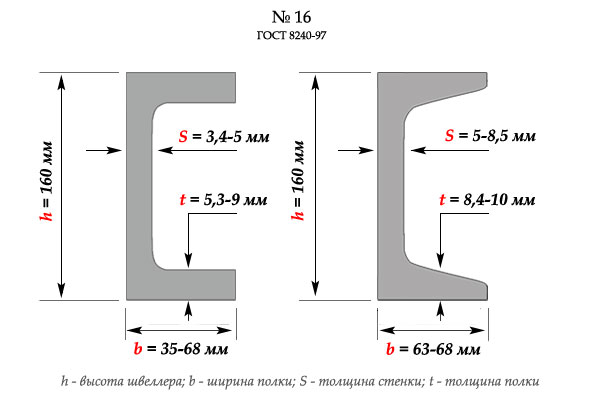 № 16
ГОСТ 8240-97
h = 160 мм
S = 3,4-5 мм
t = 5,3-9 мм
b = 35-68 мм
h = 160 мм
S = 5-8,5 мм
t = 8,4-10 мм
b = 63-68 мм
h - высота швеллера; b - ширина полки; S - толщина стенки; t - толщина полки